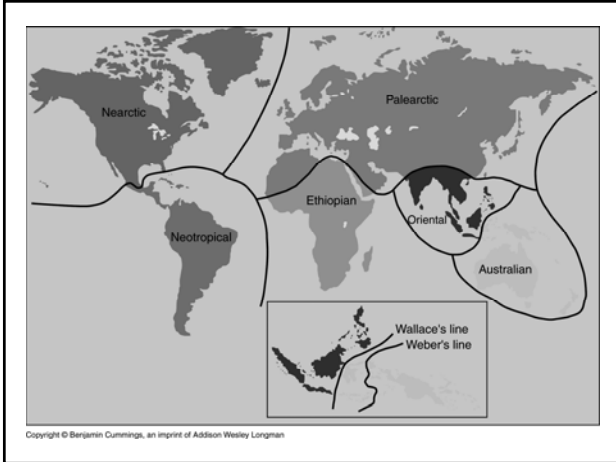 Nearctic
Palearctic
Ethiopian
Oriental
Neotropical
Australian
Wallace's line
Weber's line
Copyright © Benjamin Cummings, an imprint of Addison Wesley Longman